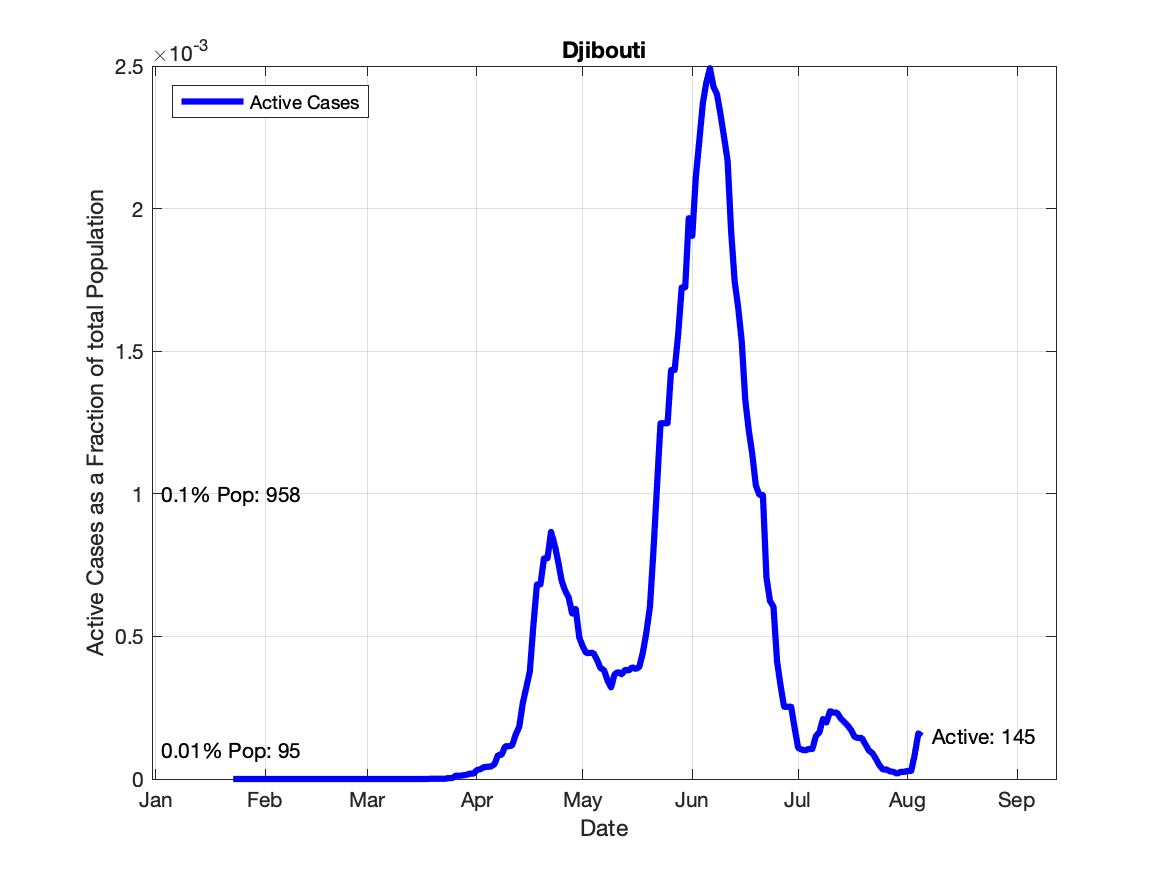 Djibouti
×10-3
Active Cases
2.5
2
1.5
1
0.5
0
0.1% Pop: 958
0.01% Pop: 95
Active: 145
Active Cases as a Fraction of total Population
Jan Feb Mar Apr May Jun Jul Aug Sep
Date